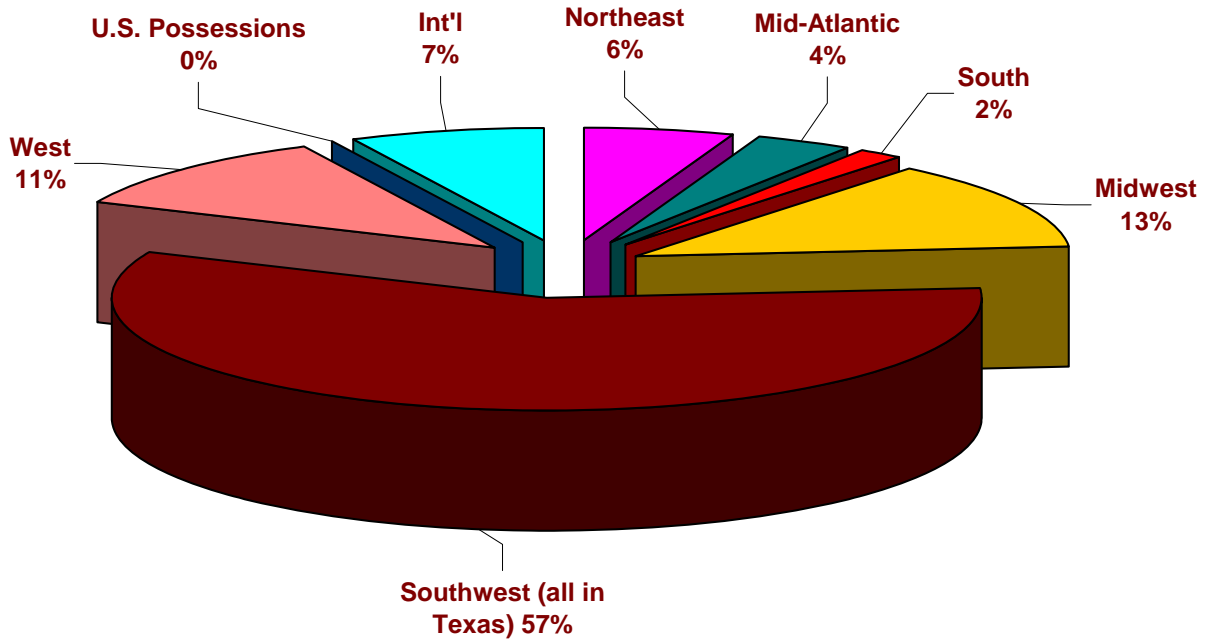 U.S. Possessions
0%
Int'l
7%
Northeast
6%
Mid-Atlantic
4%
South
2%
West
11%
Midwest
13%
Southwest (all in
Texas) 57%